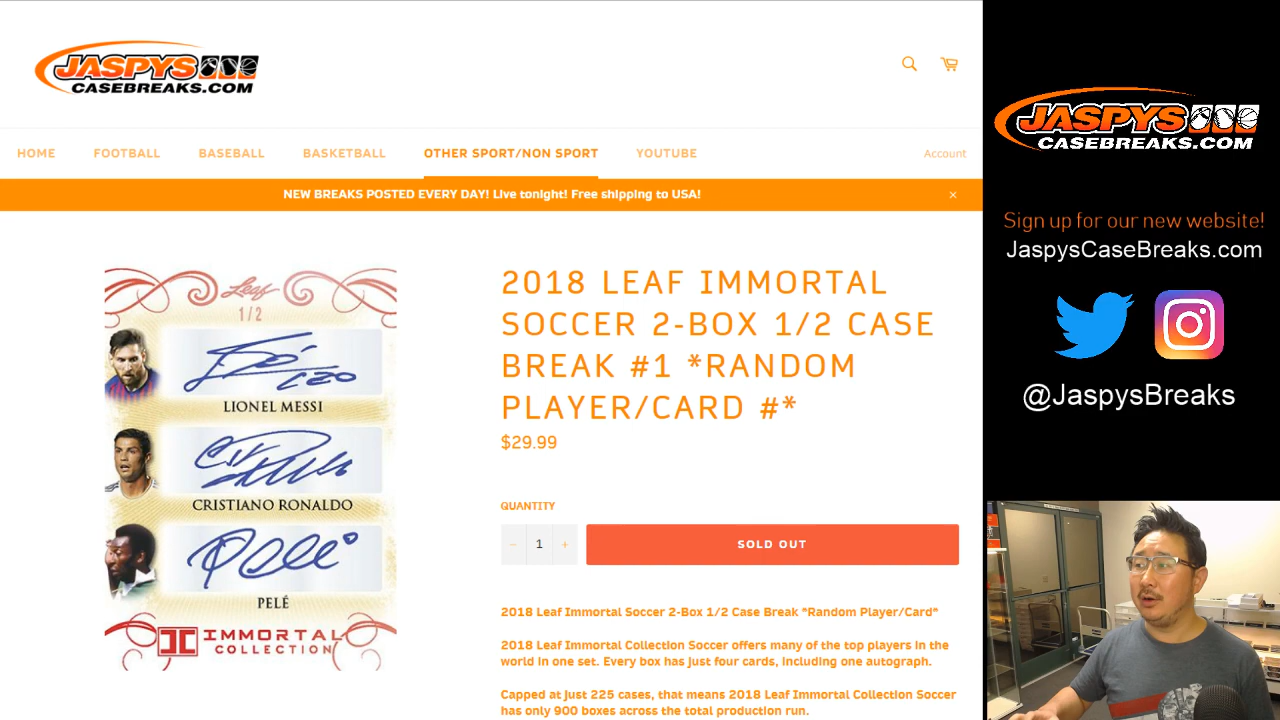 JASPYS
CASEBREAKS.COM
HOME FOOTBALL BASEBALL BASKETBALL OTHER SPORT/NON SPORT YOUTUBE Account
NEW BREAKS POSTED EVERY DAY! Live tonight! Free shipping to USA! ×
Leaf
1/2
LIONEL MESSI
CRISTIANO RONALDO
PELÉ
IMMORTAL
COLLECTION
2018 LEAF IMMORTAL
SOCCER 2-BOX 1/2 CASE
BREAK #1 *RANDOM
PLAYER/CARD #*
$29.99
QUANTITY
− 1 +
SOLD OUT
2018 Leaf Immortal Soccer 2-Box 1/2 Case Break *Random Player/Card*
2018 Leaf Immortal Collection Soccer offers many of the top players in the
world in one set. Every box has just four cards, including one autograph.
Capped at just 225 cases, that means 2018 Leaf Immortal Collection Soccer
has only 900 boxes across the total production run.
JASPYS
CASEBREAKS.COM
Sign up for our new website!
JaspysCaseBreaks.com
@JaspysBreaks